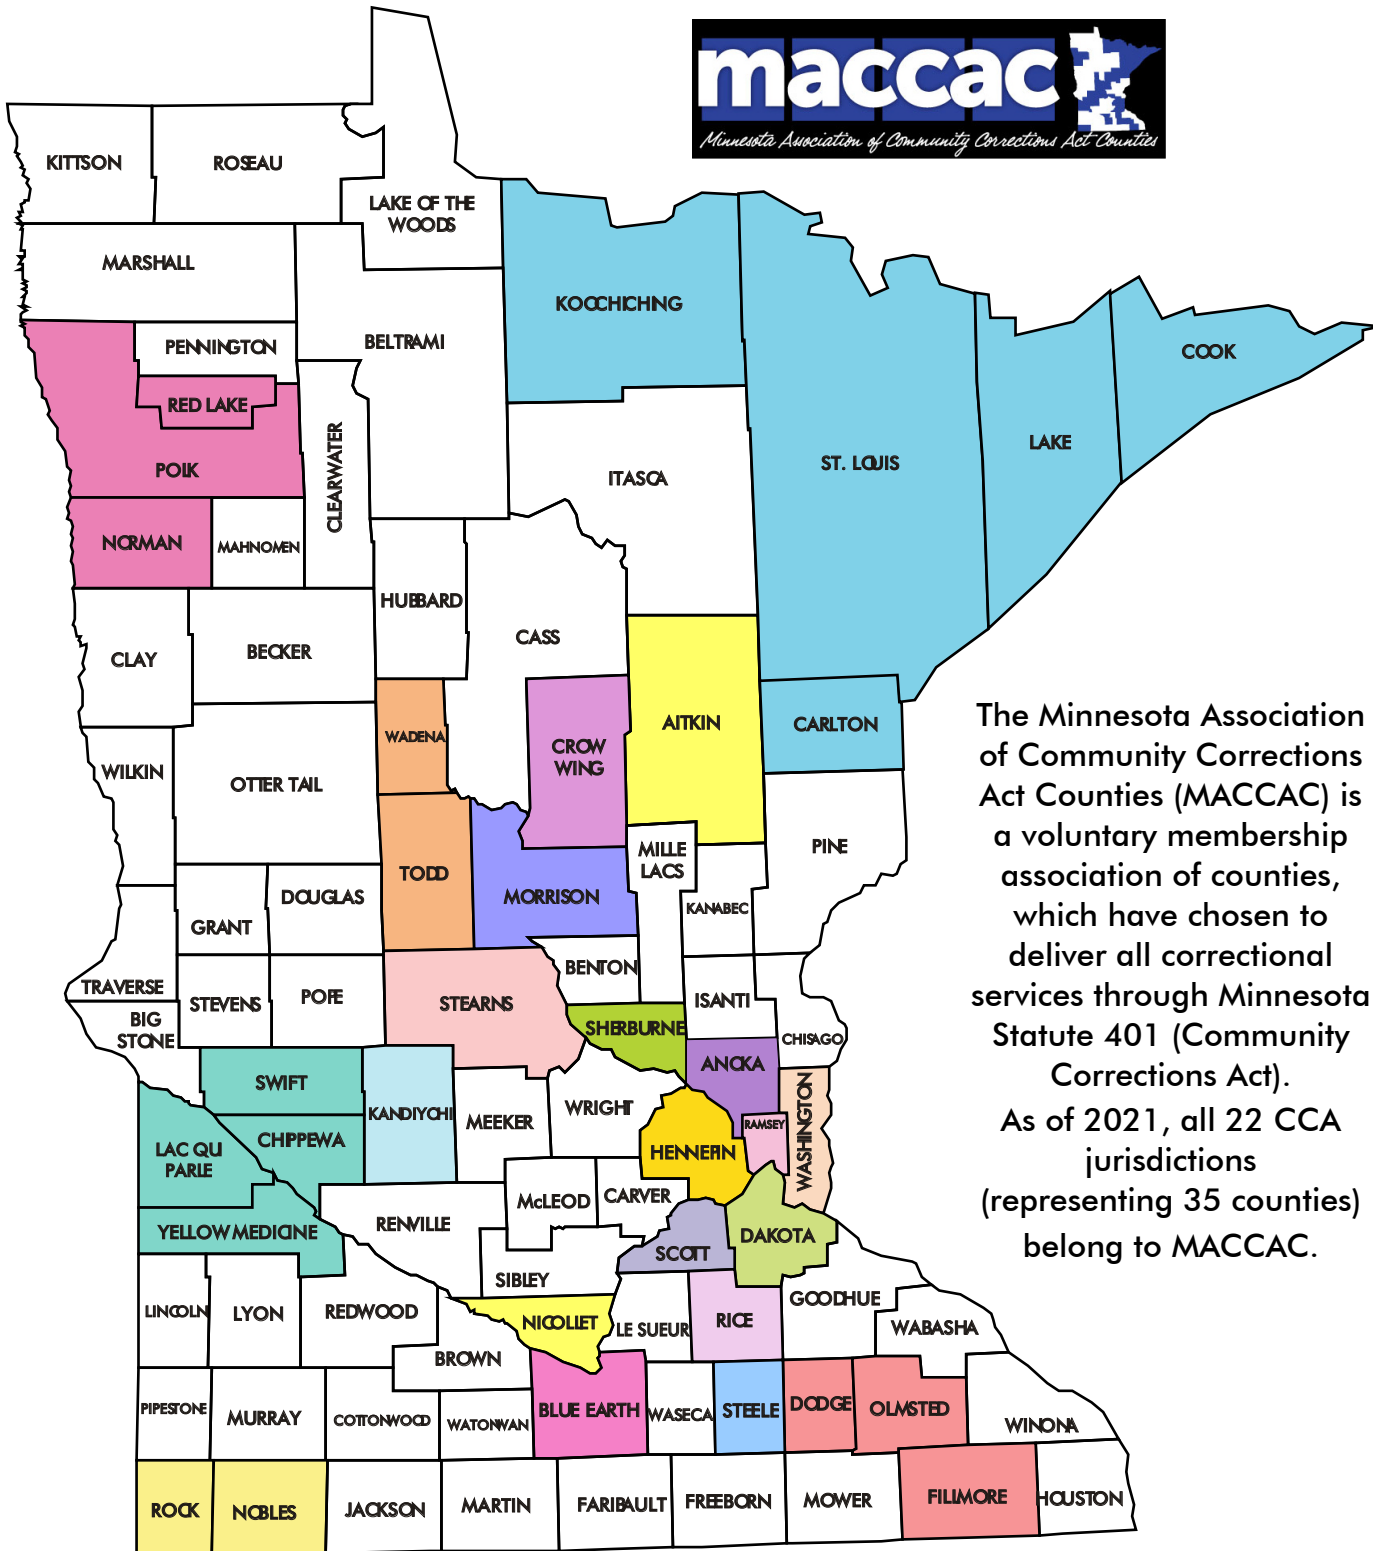 maccac
Minnesota Association of Community Corrections Act Counties
KITTSON
ROSEAU
LAKE OF THE
WOODS
MARSHALL
KOOCHICHING
BELTRAMI
PENNINGTON
COOK
RED LAKE
CLEARWATER
LAKE
POLK
ST. LOUIS
ITASCA
NORMAN
MAHNOMEN
HUBBARD
CASS
CLAY
BECKER
AITKIN
CARLTON
WADENA
CROW
WING
WILKIN
OTTER TAIL
The Minnesota Association
of Community Corrections
Act Counties (MACCAC) is
a voluntary membership
association of counties,
which have chosen to
deliver all correctional
services through Minnesota
Statute 401 (Community
Corrections Act).
As of 2021, all 22 CCA
jurisdictions
(representing 35 counties)
belong to MACCAC.
PINE
MILLE
LACS
TODD
MORRISON
DOUGLAS
KANABEC
GRANT
BENTON
TRAVERSE
STEVENS
POPE
STEARNS
ISANTI
BIG
STONE
SHERBURNE
CHISAGO
ANOKA
SWIFT
KANDIYOHI
MEEKER
WRIGHT
WASHINGTON
RAMSEY
CHIPPEWA
LAC QUI
PARLE
HENNEPIN
McLEOD
CARVER
RENVILLE
YELLOW MEDICINE
DAKOTA
SCOTT
SIBLEY
LINCOLN
LYON
REDWOOD
NICOLLET
LE SUEUR
RICE
GOODHUE
WABASHA
BROWN
PIPESTONE
MURRAY
COTTONWOOD
WATONWAN
BLUE EARTH
WASECA
STEELE
DODGE
OLMSTED
WINONA
ROCK
NOBLES
JACKSON
MARTIN
FARIBAULT
FREEBORN
MOWER
FILLMORE
HOUSTON